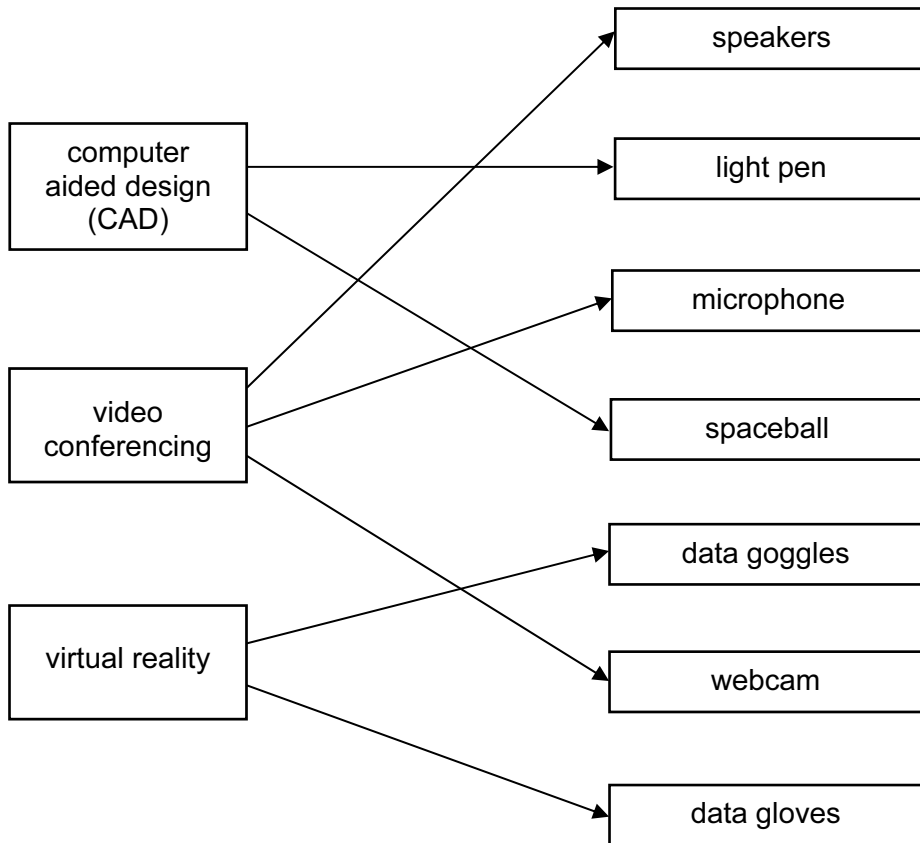 computer
aided design
(CAD)
video
conferencing
virtual reality
speakers
light pen
microphone
spaceball
data goggles
webcam
data gloves